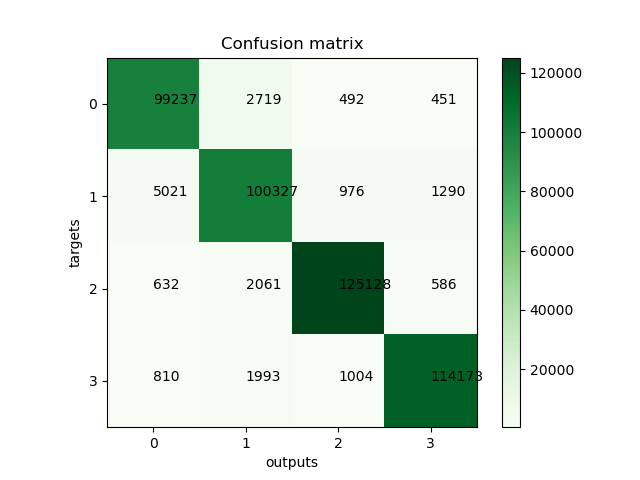 Confusion matrix
0 99237 2719 492 451 120000
100000
1 5021 100327 976 1290 80000
targets
60000
2 632 2061 125128 586
40000
3 810 1993 1004 114173 20000
0 1 2 3
outputs